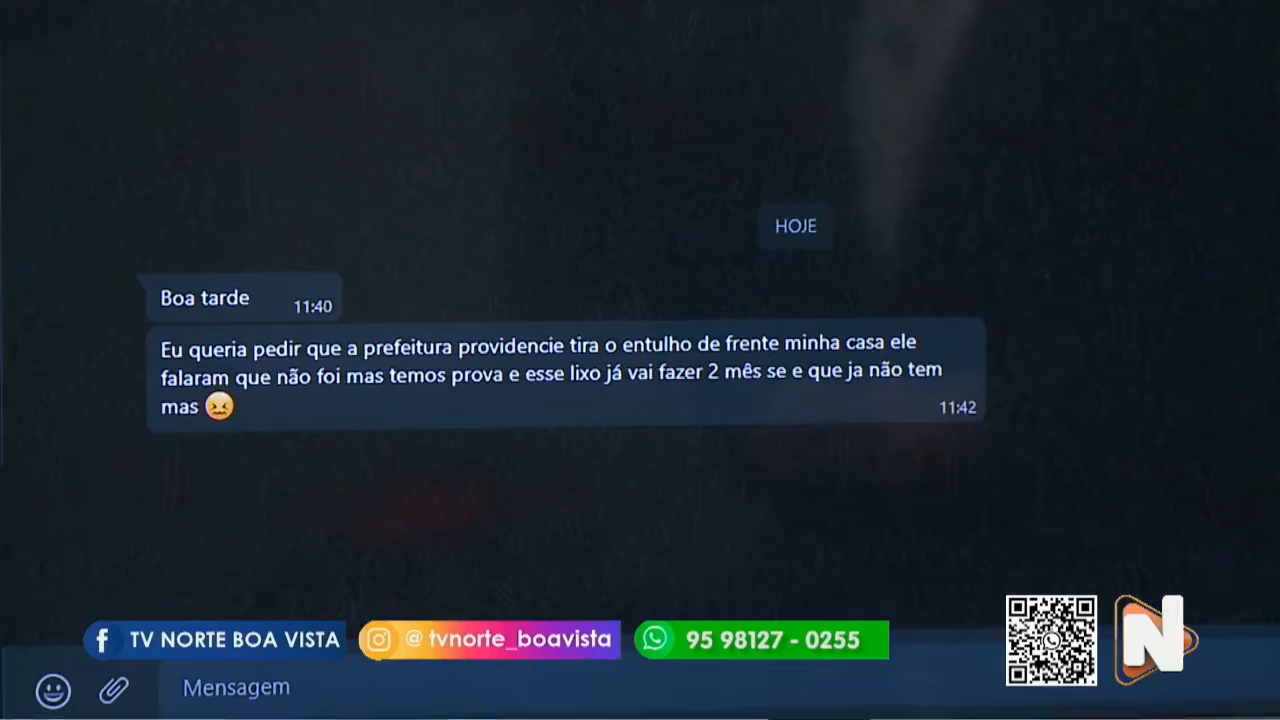 HOJE
Boa tarde
11:40
Eu queria pedir que a prefeitura providencie tira o entulho de frente minha casa ele
falaram que não foi mas temos prova e esse lixo já vai fazer 2 mês se e que ja não tem
mas 😖
11:42
TV NORTE BOA VISTA
@tvnorte_boavista
95 98127 - 0255
N
Mensagem